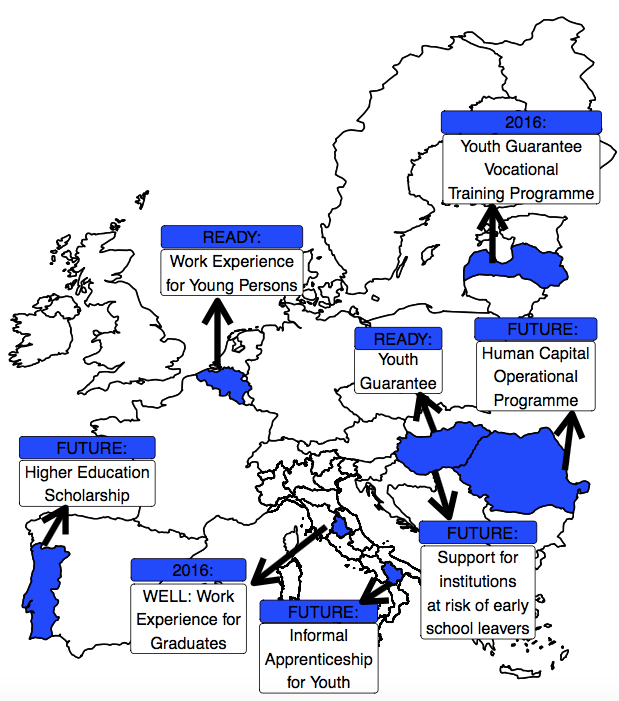 2016:
Youth Guarantee
Vocational
Training Programme
READY:
Work Experience
for Young Persons
READY:
Youth
Guarantee
FUTURE:
Human Capital
Operational
Programme
FUTURE:
Higher Education
Scholarship
FUTURE:
Support for
institutions
at risk of early
school leavers
2016:
WELL: Work
Experience for
Graduates
FUTURE:
Informal
Apprenticeship
for Youth